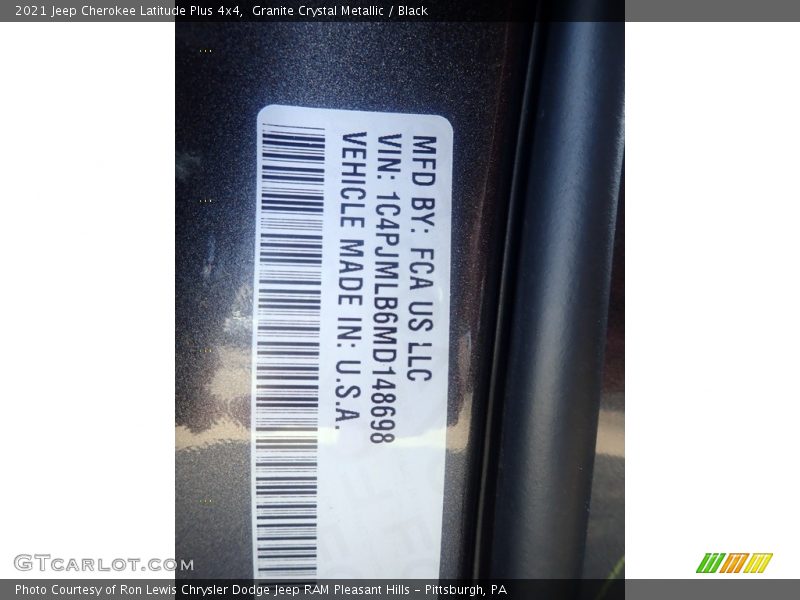 2021 Jeep Cherokee Latitude Plus 4x4,  Granite Crystal Metallic / Black
MFD BY: FCA US LLC
VIN: 1C4PJMLB6MD148698
VEHICLE MADE IN: U.S.A.
GTCARLOT.COM
Photo Courtesy of Ron Lewis Chrysler Dodge Jeep RAM Pleasant Hills - Pittsburgh, PA